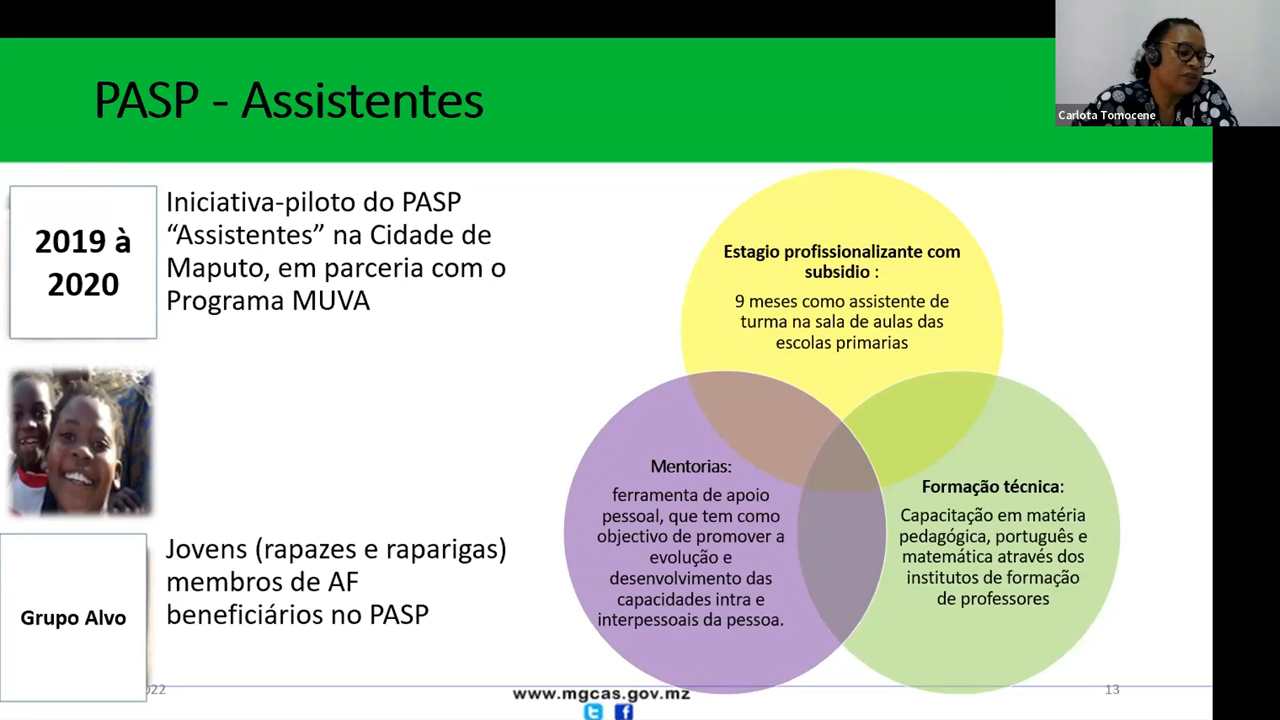 PASP - Assistentes
Carlota Tomocene
2019 à
2020
Iniciativa-piloto do PASP
“Assistentes” na Cidade de
Maputo, em parceria com o
Programa MUVA
Grupo Alvo
Jovens (rapazes e raparigas)
membros de AF
beneficiários no PASP
Estagio profissionalizante com
subsidio :
9 meses como assistente de
turma na sala de aulas das
escolas primarias
Mentorias:
ferramenta de apoio
pessoal, que tem como
objectivo de promover a
evolução e
desenvolvimento das
capacidades intra e
interpessoais da pessoa.
Formação técnica:
Capacitação em matéria
pedagógica, português e
matemática através dos
institutos de formação
de professores
022
www.mgcas.gov.mz
13